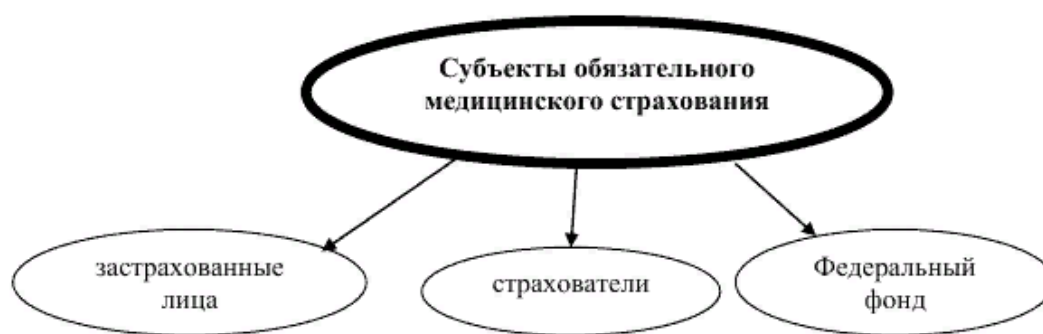 Субъекты обязательного
медицинского страхования
застрахованные
лица
страхователи
Федеральный
фонд